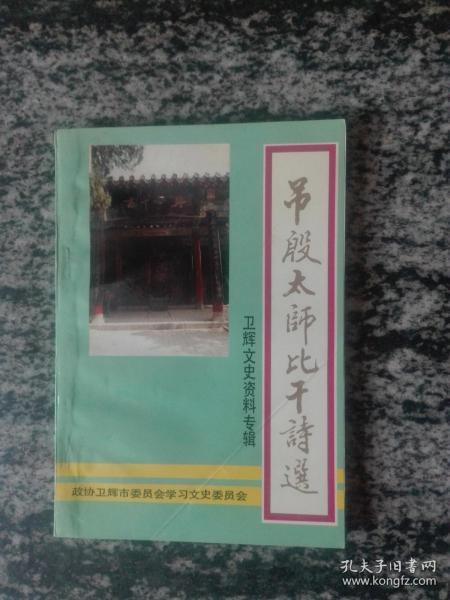 吊殷太師比干詩選
卫辉文史资料专辑
政协卫辉市委员会学习文史委员会
孔夫子旧书网
www.kongfz.com